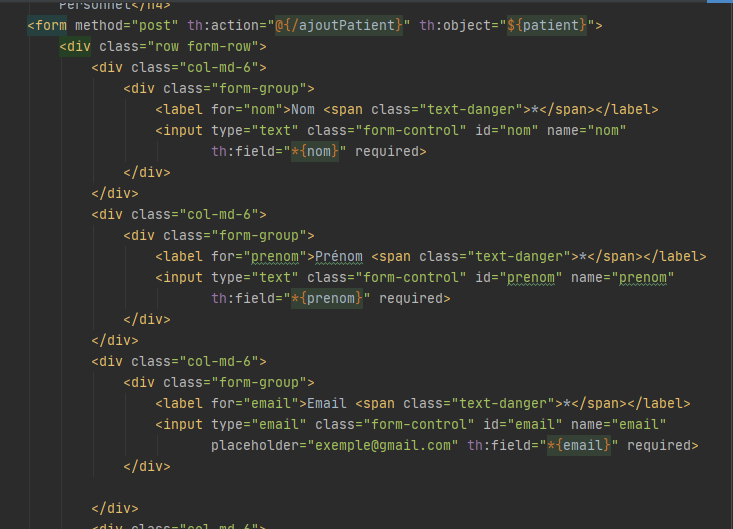 Personnel</h4>
<form method="post" th:action="@{/ajoutPatient}" th:object="${patient}">
<div class="row form-row">
<div class="col-md-6">
<div class="form-group">
<label for="nom">Nom <span class="text-danger">*</span></label>
<input type="text" class="form-control" id="nom" name="nom"
th:field="*{nom}" required>
</div>
</div>
<div class="col-md-6">
<div class="form-group">
<label for="prenom">Prénom <span class="text-danger">*</span></label>
<input type="text" class="form-control" id="prenom" name="prenom"
th:field="*{prenom}" required>
</div>
</div>
<div class="col-md-6">
<div class="form-group">
<label for="email">Email <span class="text-danger">*</span></label>
<input type="email" class="form-control" id="email" name="email"
placeholder="exemple@gmail.com" th:field="*{email}" required>
</div>
</div>
<div class="col-md-6">